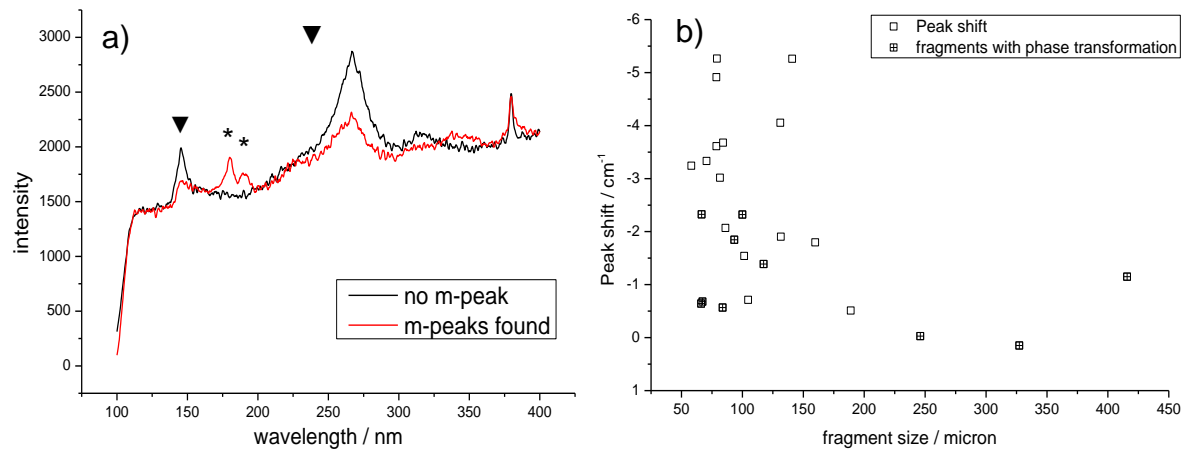 a)
3000
2500
2000
1500
1000
500
0
intensity
* *
no m-peak
m-peaks found
100 150 200 250 300 350 400
wavelength / nm
b)
Peak shift
fragments with phase transformation
-6
-5
-4
-3
-2
-1
0
1
Peak shift / cm-1
50 100 150 200 250 300 350 400 450
fragment size / micron